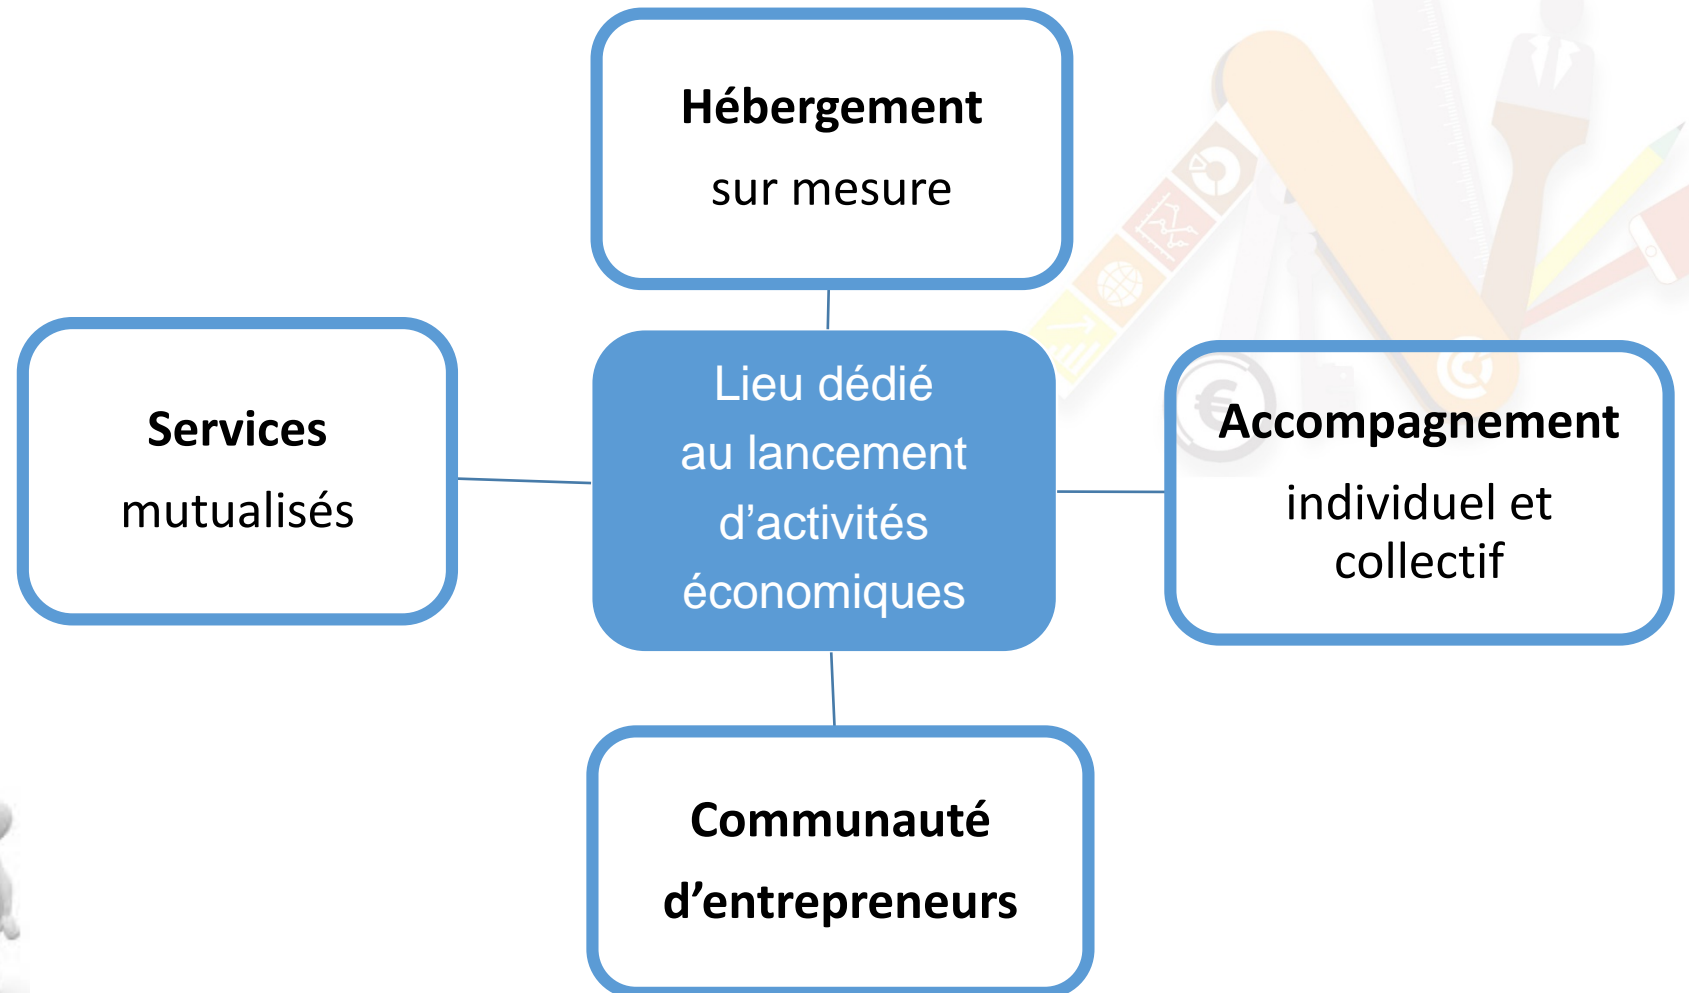 Hébergement
sur mesure
Services
mutualisés
Lieu dédié
au lancement
d’activités
économiques
€
Accompagnement
individuel et
collectif
Communauté
d’entrepreneurs